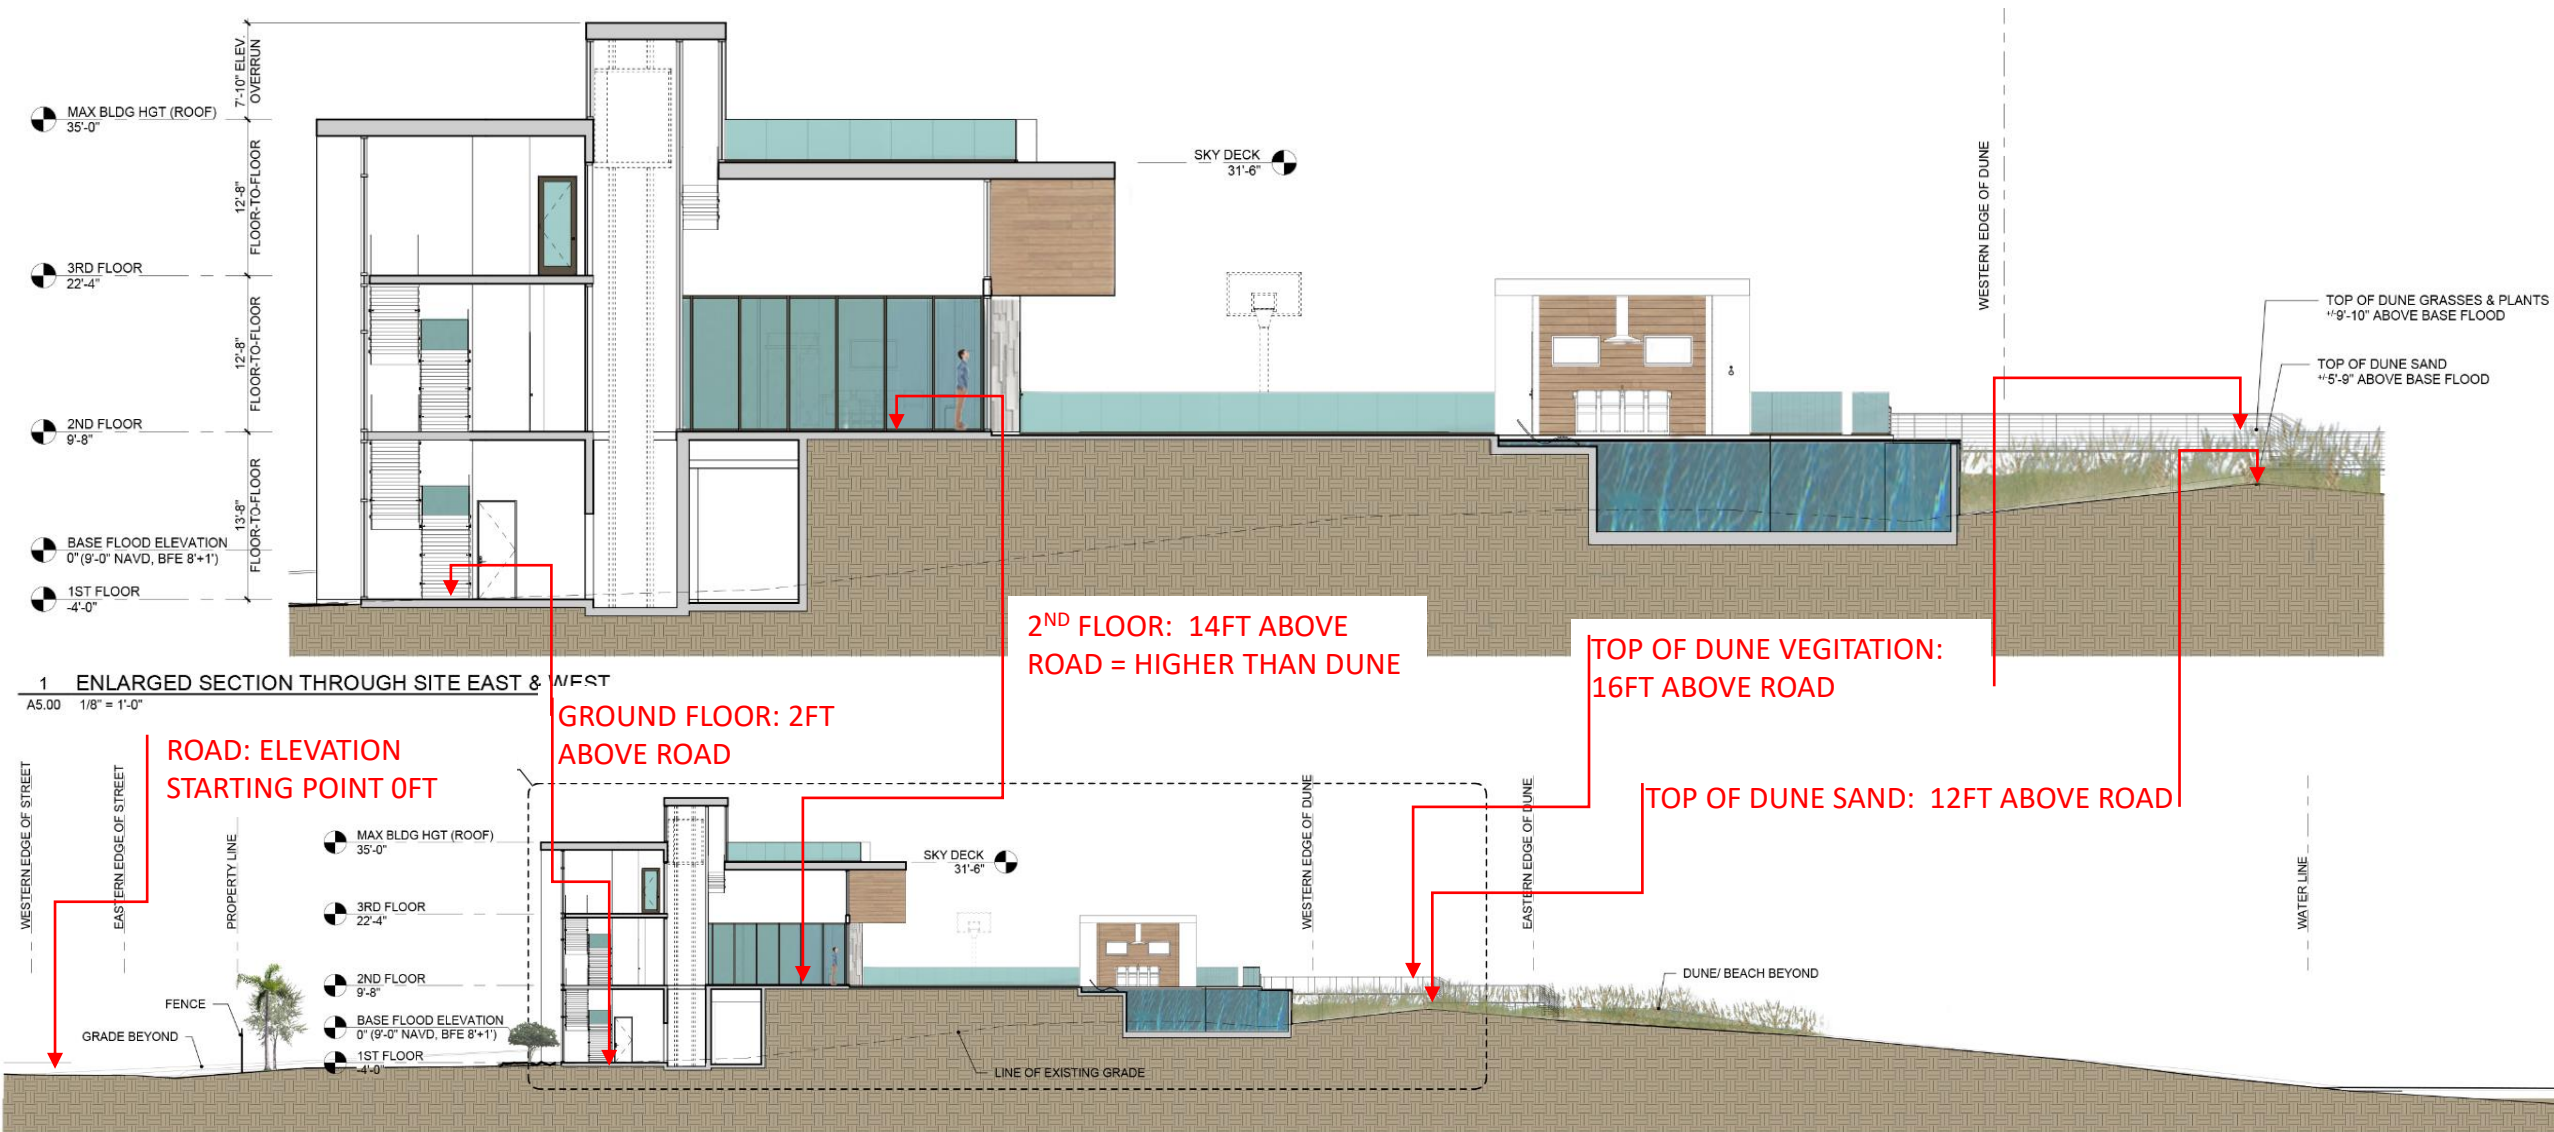 7'-10" ELEV.
OVERRUN
MAX BLDG HGT (ROOF)
35'-0"
12'-8"
FLOOR-TO-FLOOR
SKY DECK
31'-6"
WESTERN EDGE OF DUNE
3RD FLOOR
22'-4"
TOP OF DUNE GRASSES & PLANTS
+/-9'-10" ABOVE BASE FLOOD
12'-8"
FLOOR-TO-FLOOR
TOP OF DUNE SAND
+/-5'-9" ABOVE BASE FLOOD
2ND FLOOR
9'-8"
13'-8"
FLOOR-TO-FLOOR
BASE FLOOD ELEVATION
0" (9'-0" NAVD, BFE 8'+1')
1ST FLOOR
-4'-0"
2ND FLOOR: 14FT ABOVE
ROAD = HIGHER THAN DUNE
TOP OF DUNE VEGITATION:
16FT ABOVE ROAD
1 ENLARGED SECTION THROUGH SITE EAST & WEST
A5.00 1/8" = 1'-0"
GROUND FLOOR: 2FT
ABOVE ROAD
ROAD: ELEVATION
STARTING POINT 0FT
TOP OF DUNE SAND: 12FT ABOVE ROAD
WESTERN EDGE OF STREET
EASTERN EDGE OF STREET
PROPERTY LINE
MAX BLDG HGT (ROOF)
35'-0"
SKY DECK
31'-6"
WESTERN EDGE OF DUNE
EASTERN EDGE OF DUNE
WATER LINE
3RD FLOOR
22'-4"
2ND FLOOR
9'-8"
DUNE/ BEACH BEYOND
FENCE
BASE FLOOD ELEVATION
0" (9'-0" NAVD, BFE 8'+1')
GRADE BEYOND
1ST FLOOR
-4'-0"
LINE OF EXISTING GRADE